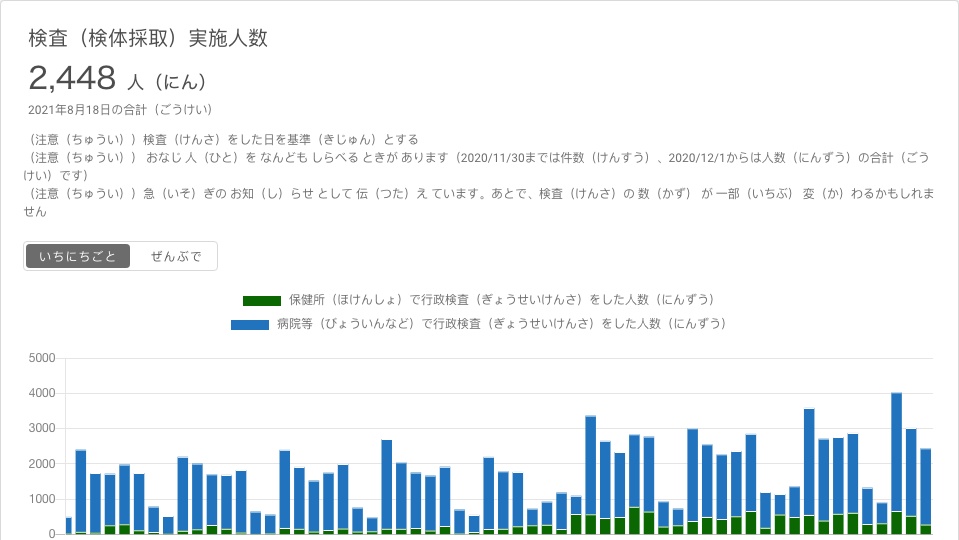 検査（検体採取）実施人数
2,448 人（にん）
2021年8月18日の合計（ごうけい）
（注意（ちゅうい））検査（けんさ）をした日を基準（きじゅん）とする
（注意（ちゅうい）） おなじ 人（ひと）を なんども しらべる ときが あります（2020/11/30までは件数（けんすう）、2020/12/1からは人数（にんずう）の合計（ごう
けい）です）
（注意（ちゅうい））急（いそ）ぎの お知（し）らせ として 伝（つた）え ています。あとで、検査（けんさ）の 数（かず） が 一部（いちぶ） 変（か）わるかもしれま
せん
いちにちごと ぜんぶで
保健所（ほけんしょ）で行政検査（ぎょうせいけんさ）をした人数（にんずう）
病院等（びょういんなど）で行政検査（ぎょうせいけんさ）をした人数（にんずう）
5000
4000
3000
2000
1000
0